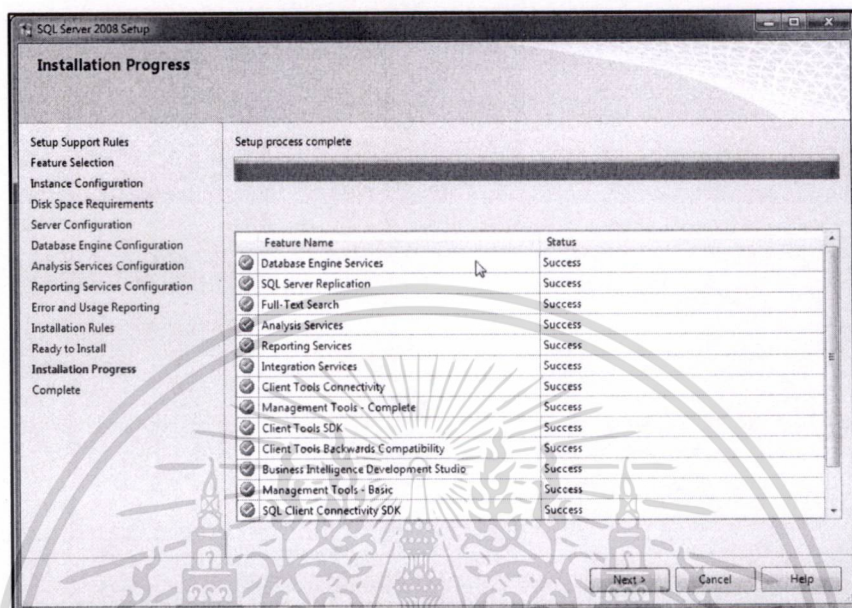 SQL Server 2008 Setup
Installation Progress
Setup Support Rules
Feature Selection
Instance Configuration
Disk Space Requirements
Server Configuration
Database Engine Configuration
Analysis Services Configuration
Reporting Services Configuration
Error and Usage Reporting
Installation Rules
Ready to Install
Installation Progress
Complete
Setup process complete
Feature Name Status
Database Engine Services Success
SQL Server Replication Success
Full-Text Search Success
Analysis Services Success
Reporting Services Success
Integration Services Success
Client Tools Connectivity Success
Management Tools - Complete Success
Client Tools SDK Success
Client Tools Backwards Compatibility Success
Business Intelligence Development Studio Success
Management Tools - Basic Success
SQL Client Connectivity SDK Success
Next >
Cancel
Help